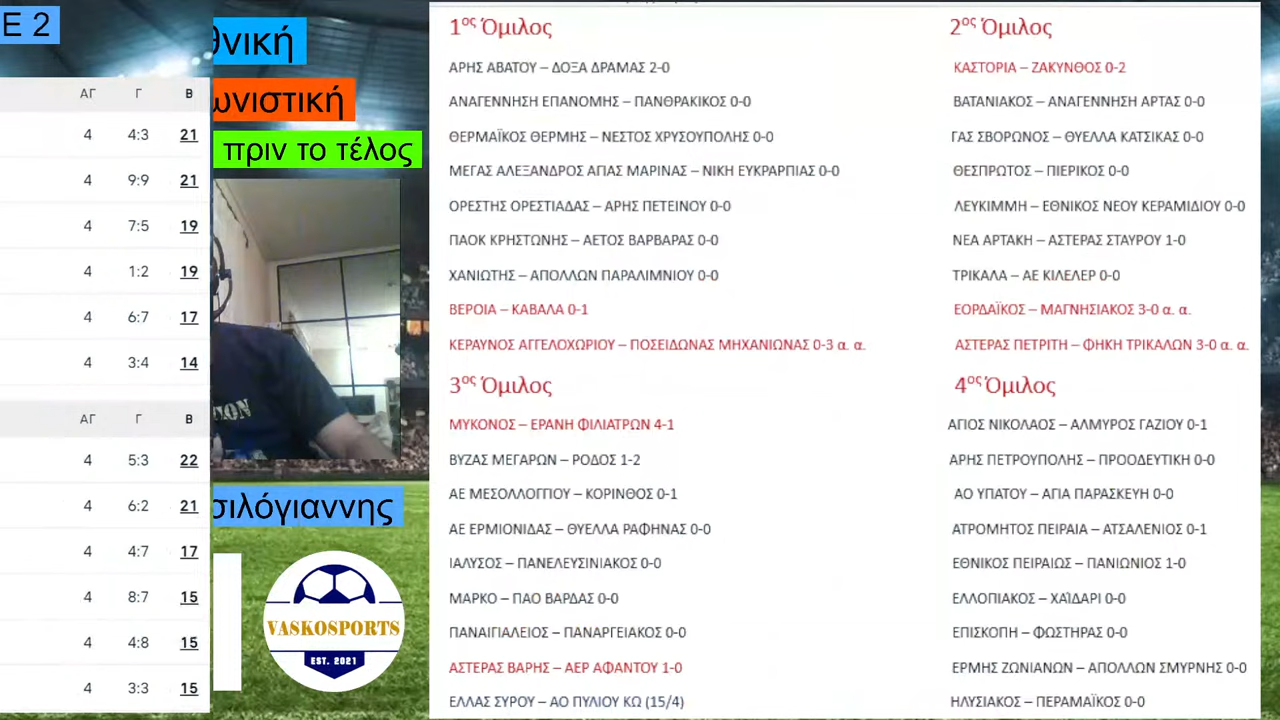 Ε 2
ΑΓ Γ Β
4 4:3 21
4 9:9 21
4 7:5 19
4 1:2 19
4 6:7 17
4 3:4 14
ΑΓ Γ Β
4 5:3 22
4 6:2 21
4 4:7 17
4 8:7 15
4 4:8 15
4 3:3 15
θνική
ωνιστική
πριν το τέλος
σιλόγιαννης
VASKOSPORTS
EST. 2021
1ος Όμιλος
ΑΡΗΣ ΑΒΑΤΟΥ – ΔΟΞΑ ΔΡΑΜΑΣ 2-0
ΑΝΑΓΕΝΝΗΣΗ ΕΠΑΝΟΜΗΣ – ΠΑΝΘΡΑΚΙΚΟΣ 0-0
ΘΕΡΜΑΪΚΟΣ ΘΕΡΜΗΣ – ΝΕΣΤΟΣ ΧΡΥΣΟΥΠΟΛΗΣ 0-0
ΜΕΓΑΣ ΑΛΕΞΑΝΔΡΟΣ ΑΓΙΑΣ ΜΑΡΙΝΑΣ – ΝΙΚΗ ΕΥΚΡΑΡΠΙΑΣ 0-0
ΟΡΕΣΤΗΣ ΟΡΕΣΤΙΑΔΑΣ – ΑΡΗΣ ΠΕΤΕΙΝΟΥ 0-0
ΠΑΟΚ ΚΡΗΣΤΩΝΗΣ – ΑΕΤΟΣ ΒΑΡΒΑΡΑΣ 0-0
ΧΑΝΙΩΤΗΣ – ΑΠΟΛΛΩΝ ΠΑΡΑΛΙΜΝΙΟΥ 0-0
ΒΕΡΟΙΑ – ΚΑΒΑΛΑ 0-1
ΚΕΡΑΥΝΟΣ ΑΓΓΕΛΟΧΩΡΙΟΥ – ΠΟΣΕΙΔΩΝΑΣ ΜΗΧΑΝΙΩΝΑΣ 0-3 α. α.
2ος Όμιλος
ΚΑΣΤΟΡΙΑ – ΖΑΚΥΝΘΟΣ 0-2
ΒΑΤΑΝΙΑΚΟΣ – ΑΝΑΓΕΝΝΗΣΗ ΑΡΤΑΣ 0-0
ΓΑΣ ΣΒΟΡΩΝΟΣ – ΘΥΕΛΛΑ ΚΑΤΣΙΚΑΣ 0-0
ΘΕΣΠΡΩΤΟΣ – ΠΙΕΡΙΚΟΣ 0-0
ΛΕΥΚΙΜΜΗ – ΕΘΝΙΚΟΣ ΝΕΟΥ ΚΕΡΑΜΙΔΙΟΥ 0-0
ΝΕΑ ΑΡΤΑΚΗ – ΑΣΤΕΡΑΣ ΣΤΑΥΡΟΥ 1-0
ΤΡΙΚΑΛΑ – ΑΕ ΚΙΛΕΛΕΡ 0-0
ΕΟΡΔΑΪΚΟΣ – ΜΑΓΝΗΣΙΑΚΟΣ 3-0 α. α.
ΑΣΤΕΡΑΣ ΠΕΤΡΙΤΗ – ΦΗΚΗ ΤΡΙΚΑΛΩΝ 3-0 α. α.
3ος Όμιλος
ΜΥΚΟΝΟΣ – ΕΡΑΝΗ ΦΙΛΙΑΤΡΩΝ 4-1
ΒΥΖΑΣ ΜΕΓΑΡΩΝ – ΡΟΔΟΣ 1-2
ΑΕ ΜΕΣΟΛΛΟΓΓΙΟΥ – ΚΟΡΙΝΘΟΣ 0-1
ΑΕ ΕΡΜΙΟΝΙΔΑΣ – ΘΥΕΛΛΑ ΡΑΦΗΝΑΣ 0-0
ΙΑΛΥΣΟΣ – ΠΑΝΕΛΕΥΣΙΝΙΑΚΟΣ 0-0
ΜΑΡΚΟ – ΠΑΟ ΒΑΡΔΑΣ 0-0
ΠΑΝΑΙΓΙΑΛΕΙΟΣ – ΠΑΝΑΡΓΕΙΑΚΟΣ 0-0
ΑΣΤΕΡΑΣ ΒΑΡΗΣ – ΑΕΡ ΑΦΑΝΤΟΥ 1-0
ΕΛΛΑΣ ΣΥΡΟΥ – ΑΟ ΠΥΛΙΟΥ ΚΩ (15/4)
4ος Όμιλος
ΑΓΙΟΣ ΝΙΚΟΛΑΟΣ – ΑΛΜΥΡΟΣ ΓΑΖΙΟΥ 0-1
ΑΡΗΣ ΠΕΤΡΟΥΠΟΛΗΣ – ΠΡΟΟΔΕΥΤΙΚΗ 0-0
ΑΟ ΥΠΑΤΟΥ – ΑΓΙΑ ΠΑΡΑΣΚΕΥΗ 0-0
ΑΤΡΟΜΗΤΟΣ ΠΕΙΡΑΙΑ – ΑΤΣΑΛΕΝΙΟΣ 0-1
ΕΘΝΙΚΟΣ ΠΕΙΡΑΙΩΣ – ΠΑΝΙΩΝΙΟΣ 1-0
ΕΛΛΟΠΙΑΚΟΣ – ΧΑΪΔΑΡΙ 0-0
ΕΠΙΣΚΟΠΗ – ΦΩΣΤΗΡΑΣ 0-0
ΕΡΜΗΣ ΖΩΝΙΑΝΩΝ – ΑΠΟΛΛΩΝ ΣΜΥΡΝΗΣ 0-0
ΗΛΥΣΙΑΚΟΣ – ΠΕΡΑΜΑΪΚΟΣ 0-0